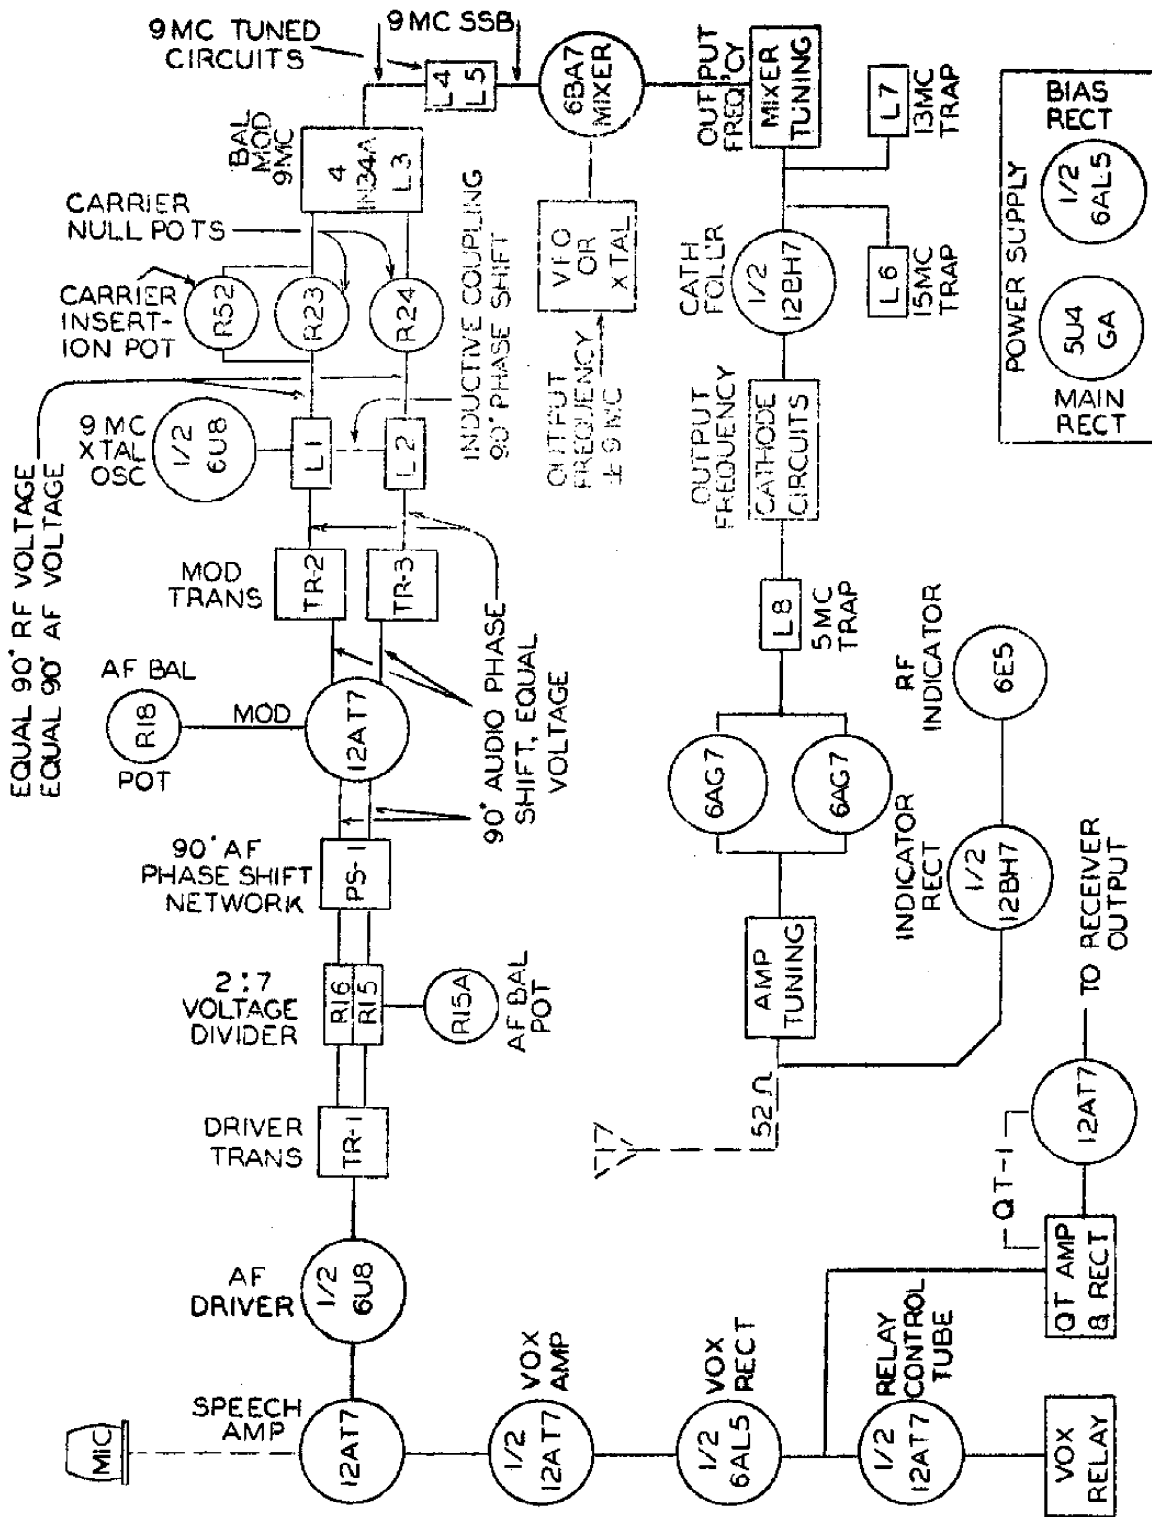 9 MC TUNED
CIRCUITS
9 MC SSB
L4
L5
6BA7
MIXER
OUTPUT
FREQ'CY
MIXER
TUNING
L7
13MC
TRAP
L6
15MC
TRAP
BAL
MOD
9MC
4
IN34A
L3
CARRIER
NULL POTS
CARRIER
INSERT-
ION POT
R52
R23
R24
INDUCTIVE COUPLING
90° PHASE SHIFT
VFO
OR
XTAL
OUTPUT
FREQUENCY
± 9 MC
CATH
FOLL'R
1/2
12BH7
POWER SUPPLY
BIAS
RECT
1/2
6AL5
5U4
GA
MAIN
RECT
EQUAL 90° RF VOLTAGE
EQUAL 90° AF VOLTAGE
9 MC
XTAL
OSC
1/2
6U8
L1
L2
OUTPUT
FREQUENCY
CATHODE
CIRCUITS
MOD
TRANS
TR-2
TR-3
L8
5MC
TRAP
AF BAL
R18
POT
MOD
12AT7
90° AUDIO PHASE
SHIFT, EQUAL
VOLTAGE
6AG7
6AG7
RF
INDICATOR
6E5
90° AF
PHASE SHIFT
NETWORK
PS-1
INDICATOR
RECT
1/2
12BH7
2:7
VOLTAGE
DIVIDER
R16
R15
R15A
AF BAL
POT
AMP
TUNING
52 Ω
TO RECEIVER
OUTPUT
DRIVER
TRANS
TR-1
12AT7
QT-1
QT AMP
& RECT
AF
DRIVER
1/2
6U8
MIC
SPEECH
AMP
12AT7
VOX
AMP
1/2
12AT7
VOX
RECT
1/2
6AL5
RELAY
CONTROL
TUBE
1/2
12AT7
VOX
RELAY